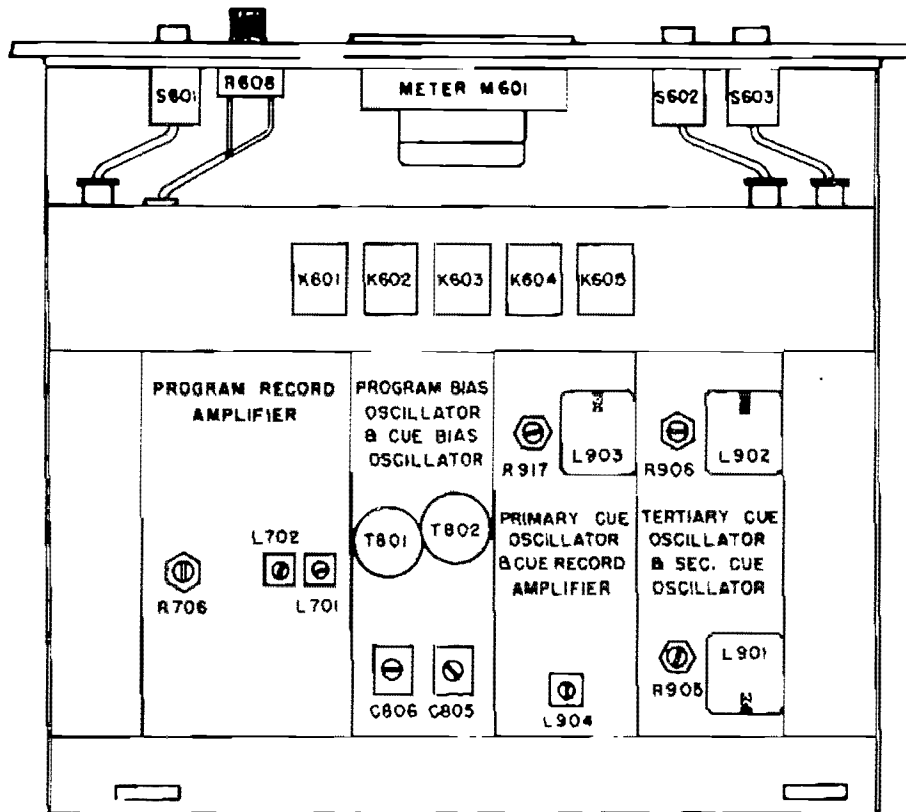 S601
R608
METER M601
S602
S603
K601
K602
K603
K604
K605
PROGRAM RECORD
AMPLIFIER
PROGRAM BIAS
OSCILLATOR
& CUE BIAS
OSCILLATOR
R917
L903
R906
L902
T801
T802
PRIMARY CUE
OSCILLATOR
& CUE RECORD
AMPLIFIER
TERTIARY CUE
OSCILLATOR
& SEC. CUE
OSCILLATOR
L702
R706
L701
C806
C805
L904
R905
L901